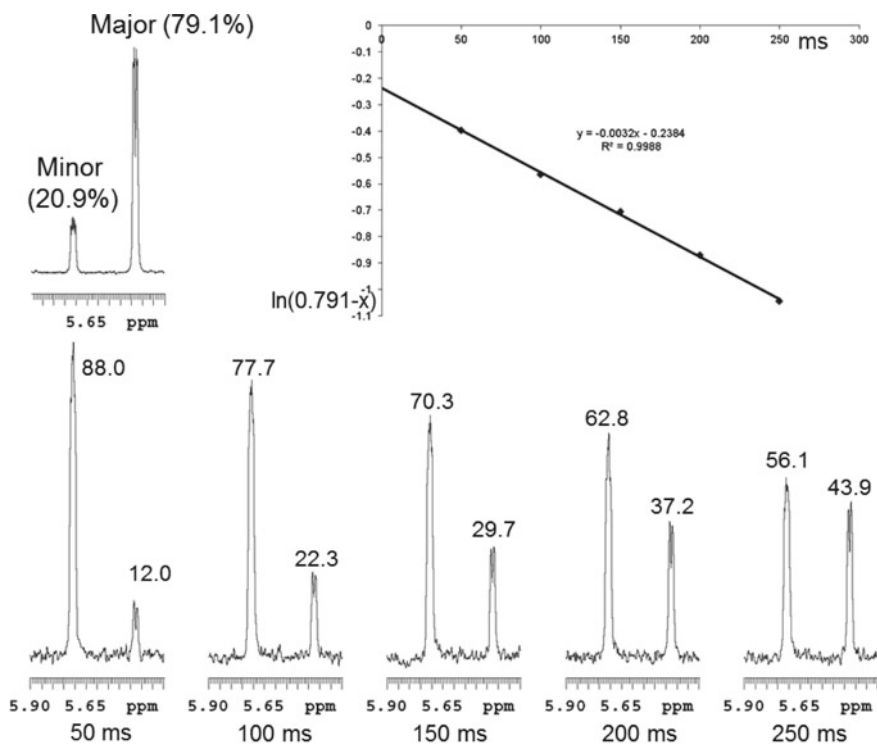 Major (79.1%)
Minor
(20.9%)
5.65 ppm
0
-0.1
-0.2
-0.3
-0.4
-0.5
-0.6
-0.7
-0.8
-0.9
-1
-1.1
0 50 100 150 200 250 300
ms
y = -0.0032x - 0.2384
R² = 0.9988
ln(0.791-x)
88.0
12.0
77.7
22.3
70.3
29.7
62.8
37.2
56.1
43.9
5.90 5.65 ppm
50 ms
5.90 5.65 ppm
100 ms
5.90 5.65 ppm
150 ms
5.90 5.65 ppm
200 ms
5.90 5.65 ppm
250 ms